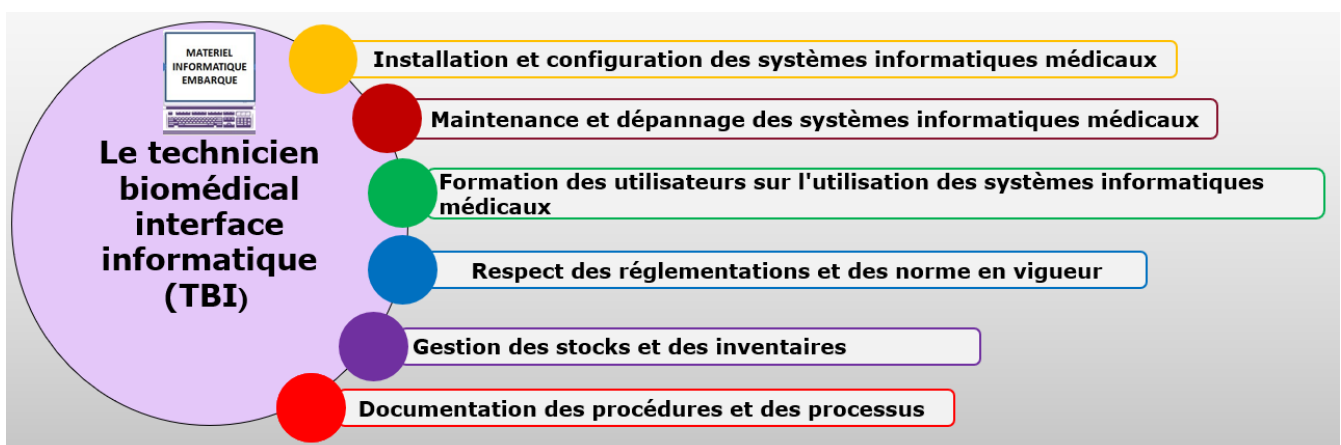 MATERIEL
INFORMATIQUE
EMBARQUE
Le technicien
biomédical
interface
informatique
(TBI)
Installation et configuration des systèmes informatiques médicaux
Maintenance et dépannage des systèmes informatiques médicaux
Formation des utilisateurs sur l'utilisation des systèmes informatiques
médicaux
Respect des réglementations et des norme en vigueur
Gestion des stocks et des inventaires
Documentation des procédures et des processus